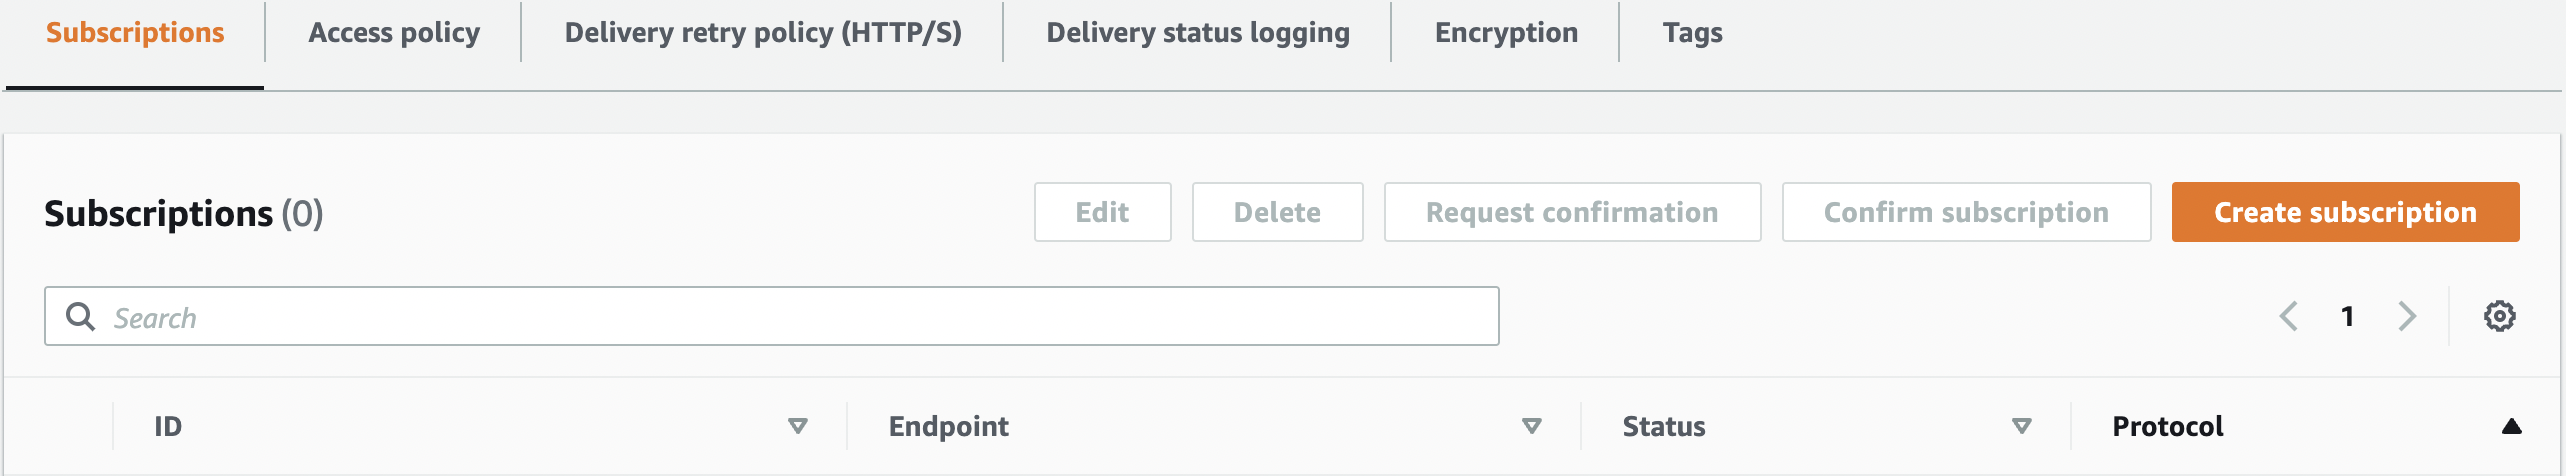 Subscriptions Access policy Delivery retry policy (HTTP/S) Delivery status logging Encryption Tags
Subscriptions (0) Edit Delete Request confirmation Confirm subscription Create subscription
Search 1
ID Endpoint Status Protocol